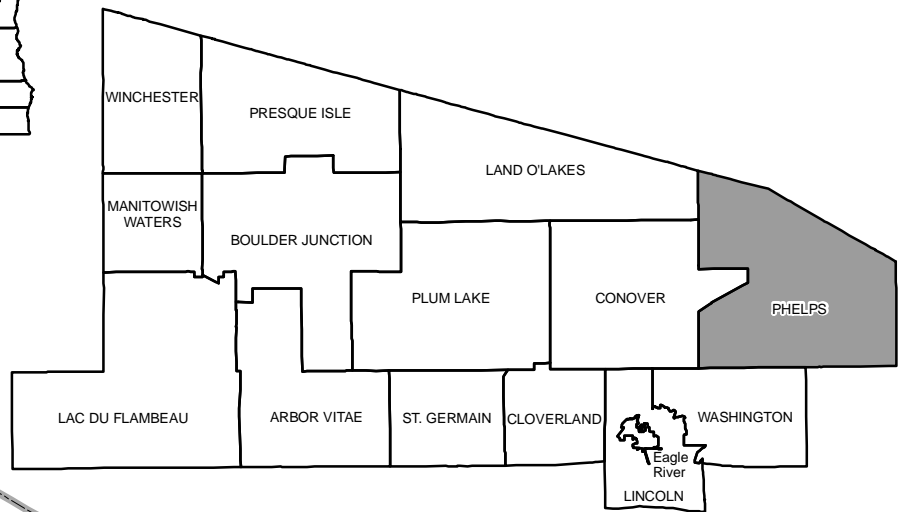 WINCHESTER
PRESQUE ISLE
LAND O'LAKES
MANITOWISH
WATERS
BOULDER JUNCTION
PLUM LAKE
CONOVER
PHELPS
LAC DU FLAMBEAU
ARBOR VITAE
ST. GERMAIN
CLOVERLAND
WASHINGTON
Eagle
River
LINCOLN